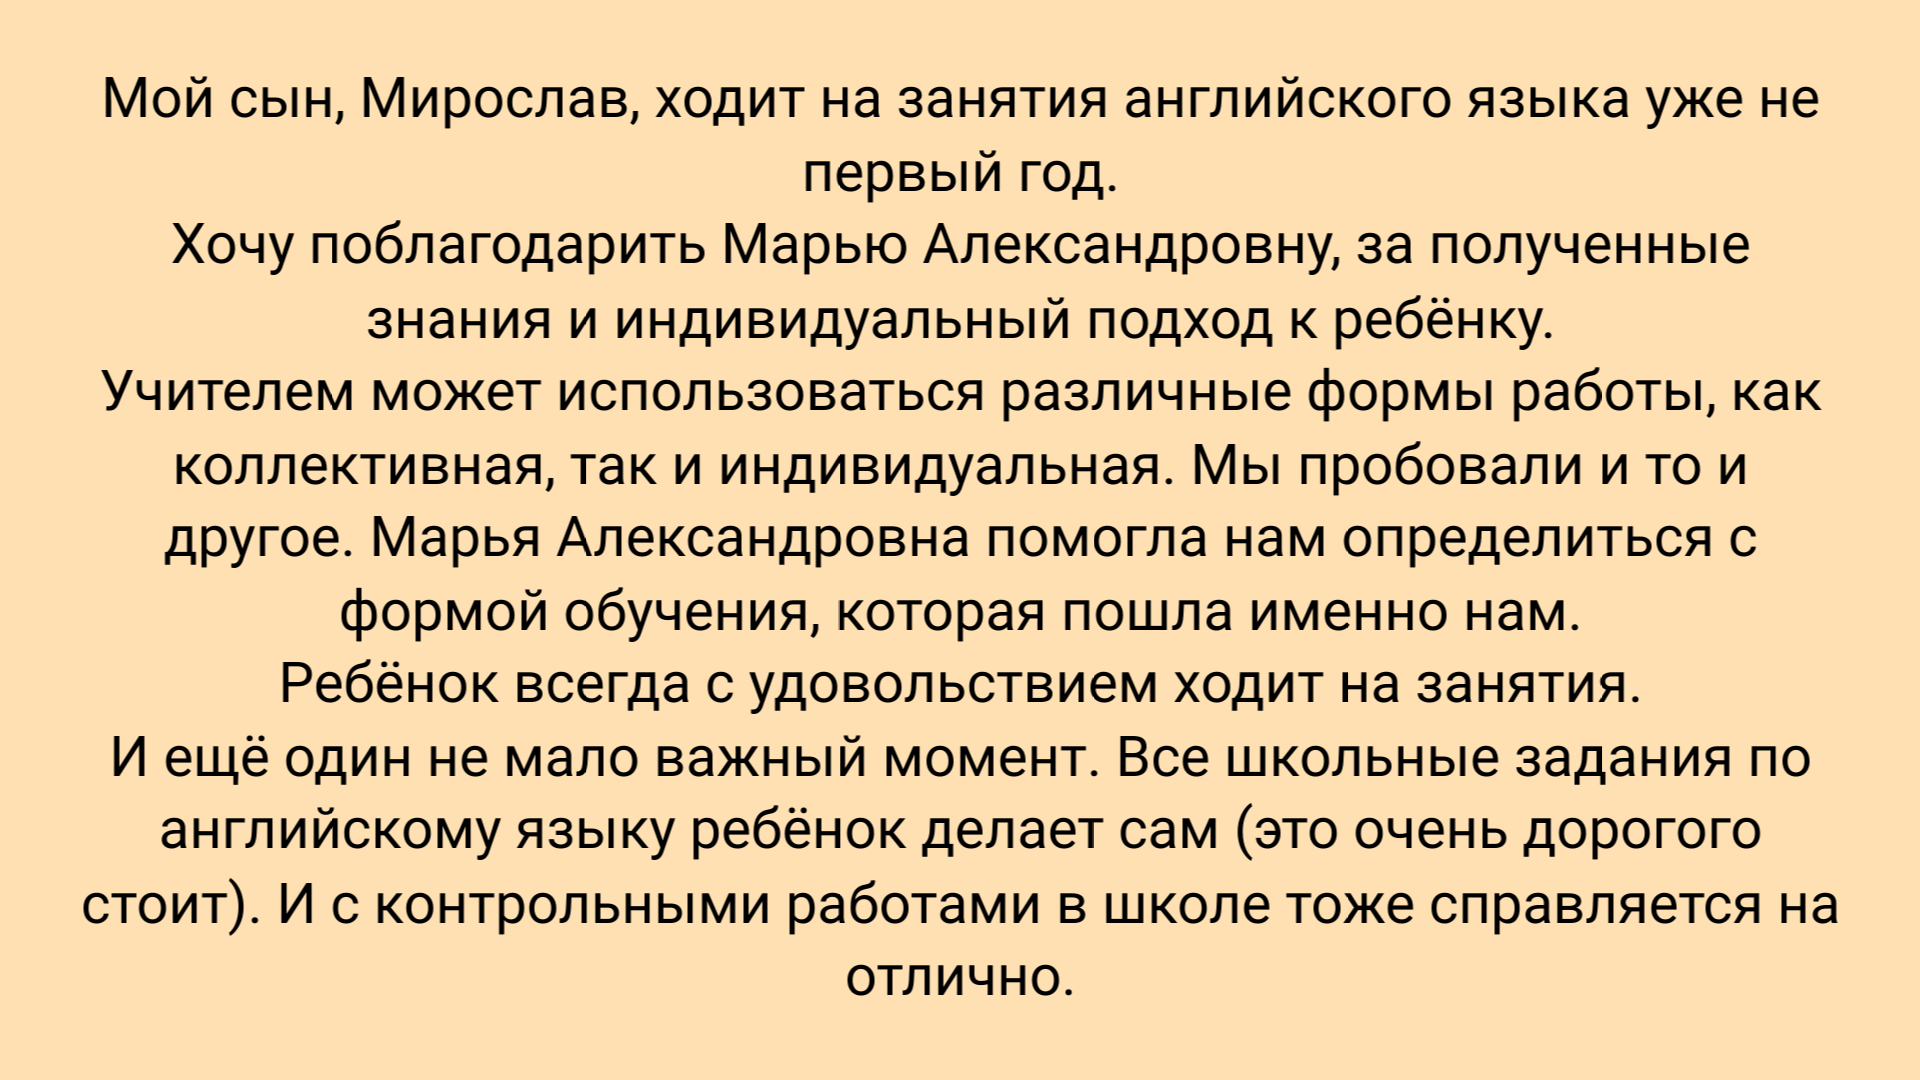 Мой сын, Мирослав, ходит на занятия английского языка уже не
первый год.
Хочу поблагодарить Марью Александровну, за полученные
знания и индивидуальный подход к ребёнку.
Учителем может использоваться различные формы работы, как
коллективная, так и индивидуальная. Мы пробовали и то и
другое. Марья Александровна помогла нам определиться с
формой обучения, которая пошла именно нам.
Ребёнок всегда с удовольствием ходит на занятия.
И ещё один не мало важный момент. Все школьные задания по
английскому языку ребёнок делает сам (это очень дорогого
стоит). И с контрольными работами в школе тоже справляется на
отлично.